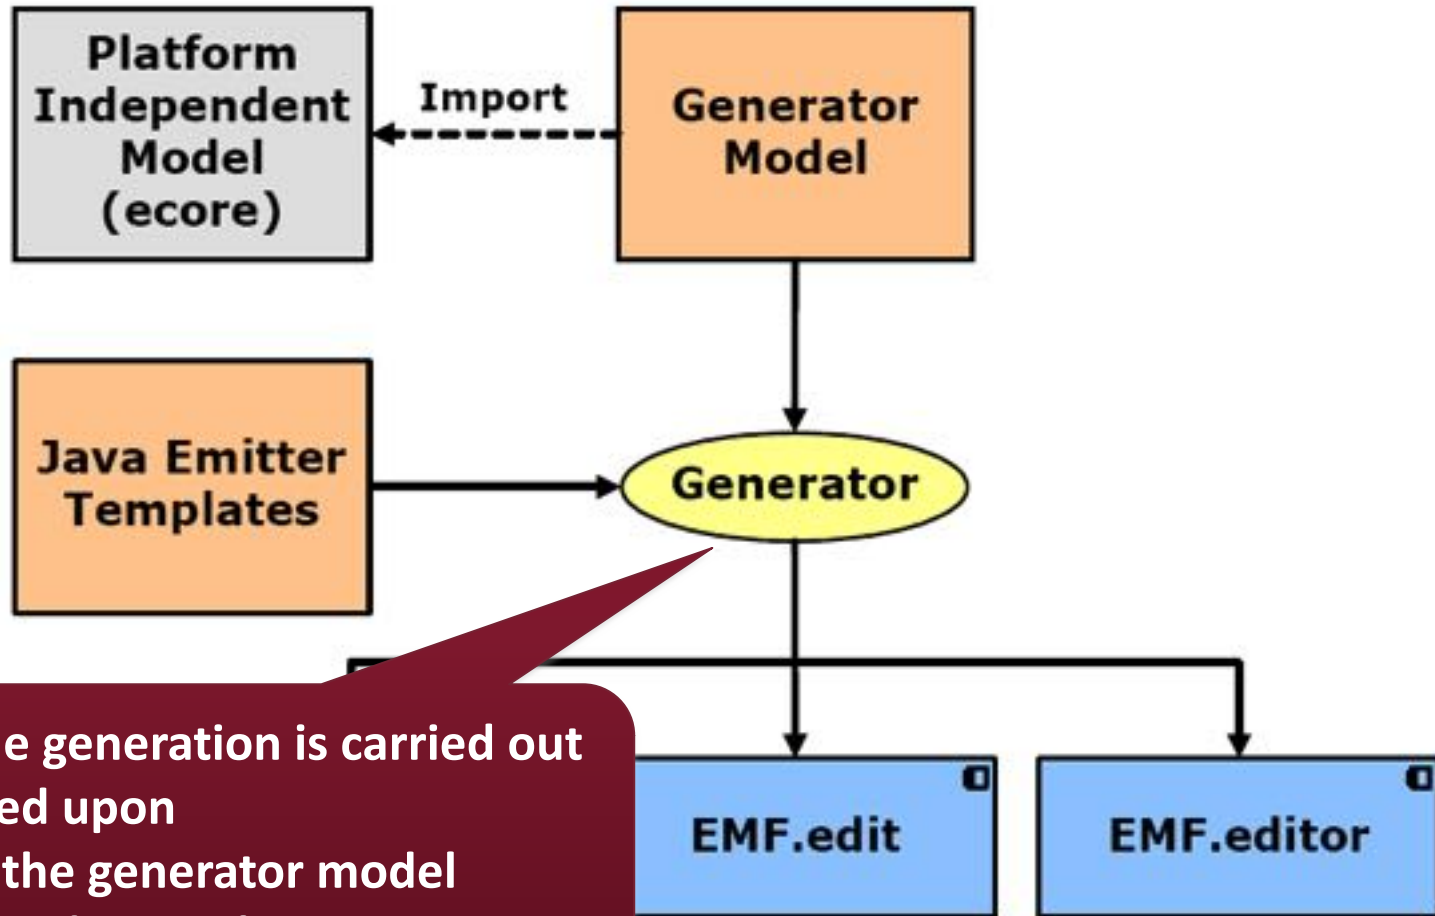 Platform
Independent
Model
(ecore)
Import
Generator
Model
Java Emitter
Templates
Generator
generation is carried out
upon
the generator model
EMF.edit
EMF.editor